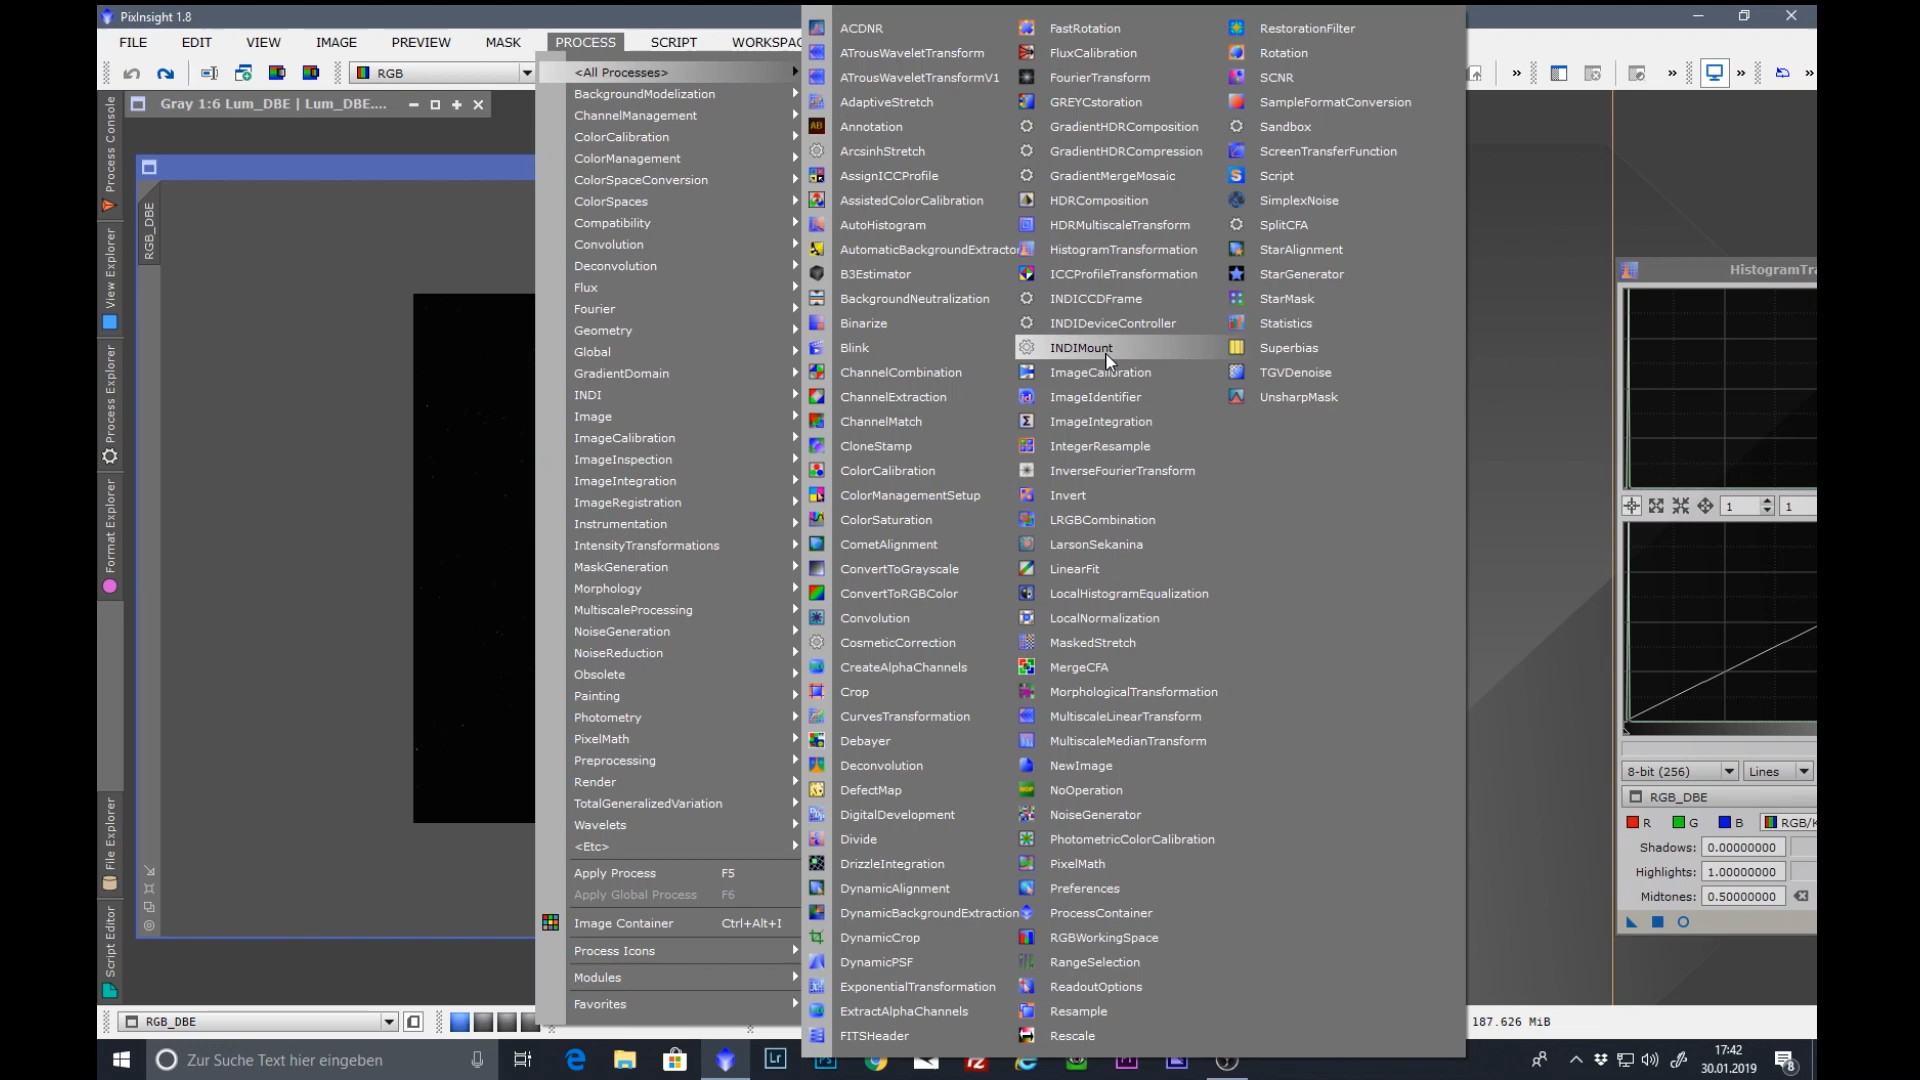 PixInsight 1.8
FILE EDIT VIEW IMAGE PREVIEW MASK PROCESS SCRIPT WORKSPAC
RGB
Gray 1:6 Lum_DBE | Lum_DBE....
RGB_DBE
Process Console
View Explorer
Process Explorer
Format Explorer
File Explorer
Script Editor
<All Processes>
BackgroundModelization
ChannelManagement
ColorCalibration
ColorManagement
ColorSpaceConversion
ColorSpaces
Compatibility
Convolution
Deconvolution
Flux
Fourier
Geometry
Global
GradientDomain
INDI
Image
ImageCalibration
ImageInspection
ImageIntegration
ImageRegistration
Instrumentation
IntensityTransformations
MaskGeneration
Morphology
MultiscaleProcessing
NoiseGeneration
NoiseReduction
Obsolete
Painting
Photometry
PixelMath
Preprocessing
Render
TotalGeneralizedVariation
Wavelets
<Etc>
Apply Process F5
Apply Global Process F6
Image Container Ctrl+Alt+I
Process Icons
Modules
Favorites
ACDNR
ATrousWaveletTransform
ATrousWaveletTransformV1
AdaptiveStretch
AB Annotation
ArcsinhStretch
AssignICCProfile
AssistedColorCalibration
AutoHistogram
AutomaticBackgroundExtractor
B3Estimator
BackgroundNeutralization
Binarize
Blink
ChannelCombination
ChannelExtraction
ChannelMatch
CloneStamp
ColorCalibration
ColorManagementSetup
ColorSaturation
CometAlignment
ConvertToGrayscale
ConvertToRGBColor
Convolution
CosmeticCorrection
CreateAlphaChannels
Crop
CurvesTransformation
Debayer
Deconvolution
DefectMap
DigitalDevelopment
Divide
DrizzleIntegration
DynamicAlignment
DynamicBackgroundExtraction
DynamicCrop
DynamicPSF
ExponentialTransformation
ExtractAlphaChannels
FITSHeader
FastRotation
FluxCalibration
FourierTransform
GREYCstoration
GradientHDRComposition
GradientHDRCompression
GradientMergeMosaic
HDRComposition
HDRMultiscaleTransform
HistogramTransformation
ICCProfileTransformation
INDICCDFrame
INDIDeviceController
INDIMount
ImageCalibration
ImageIdentifier
ImageIntegration
IntegerResample
InverseFourierTransform
Invert
LRGBCombination
LarsonSekanina
LinearFit
LocalHistogramEqualization
LocalNormalization
MaskedStretch
MergeCFA
MorphologicalTransformation
MultiscaleLinearTransform
MultiscaleMedianTransform
NewImage
NoOperation
NoiseGenerator
PhotometricColorCalibration
PixelMath
Preferences
ProcessContainer
RGBWorkingSpace
RangeSelection
ReadoutOptions
Resample
Rescale
RestorationFilter
Rotation
SCNR
SampleFormatConversion
Sandbox
ScreenTransferFunction
Script
SimplexNoise
SplitCFA
StarAlignment
StarGenerator
StarMask
Statistics
Superbias
TGVDenoise
UnsharpMask
HistogramTra
1 1
8-bit (256) Lines
RGB_DBE
R G B RGB/K
Shadows: 0.00000000
Highlights: 1.00000000
Midtones: 0.50000000
RGB_DBE
187.626 MiB
Zur Suche Text hier eingeben
Lr
17:42
30.01.2019
8